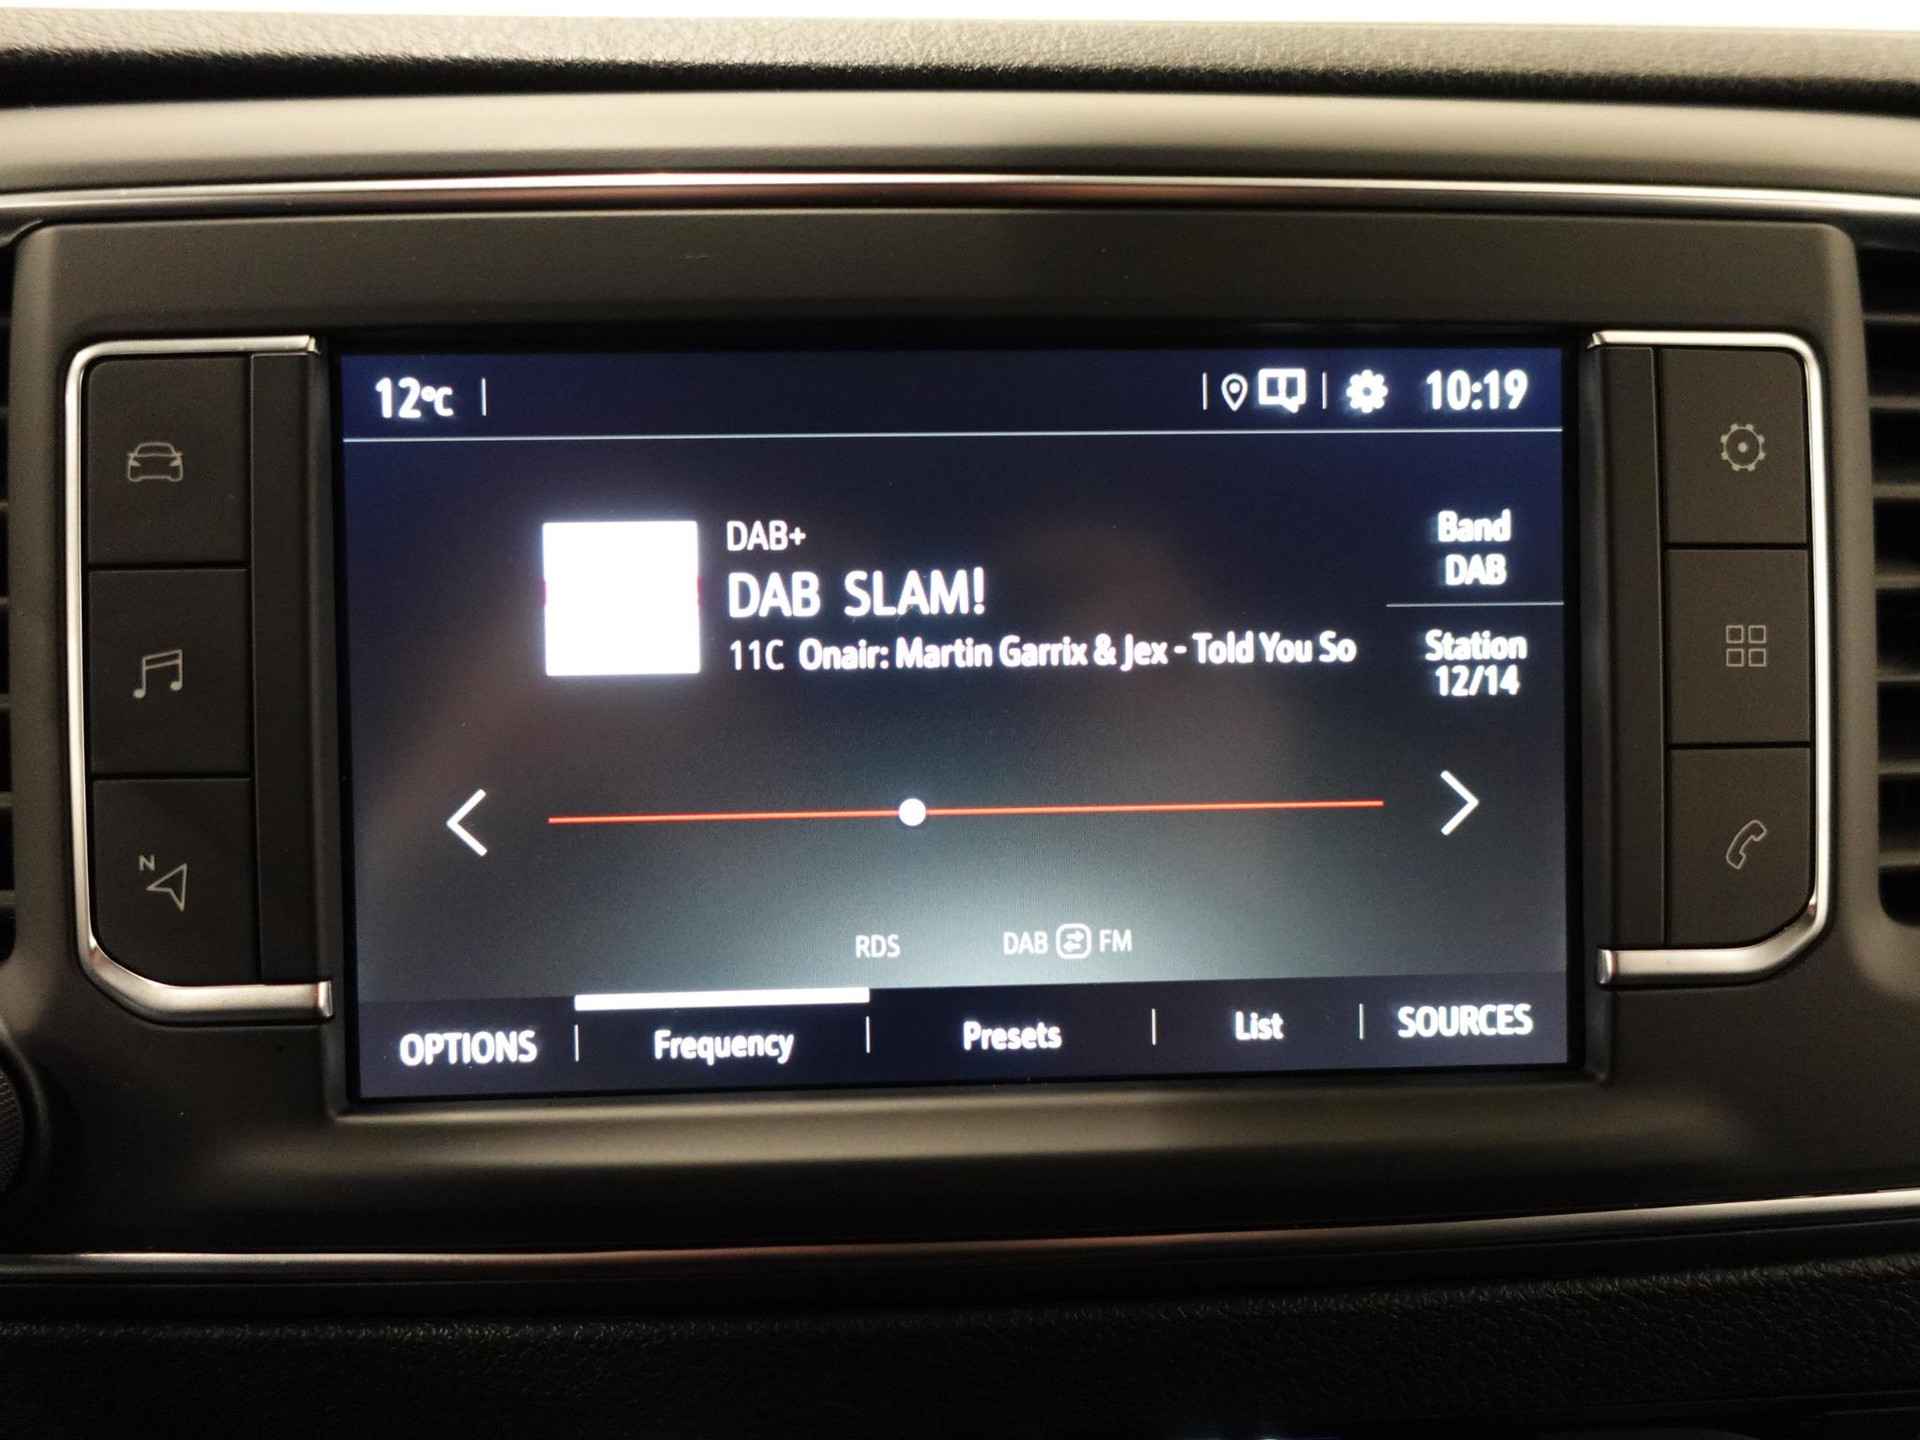 12°C
10:19
DAB+
DAB SLAM!
11C Onair: Martin Garrix & Jex - Told You So
Band
DAB
Station
12/14
N
RDS DAB FM
OPTIONS Frequency Presets List SOURCES